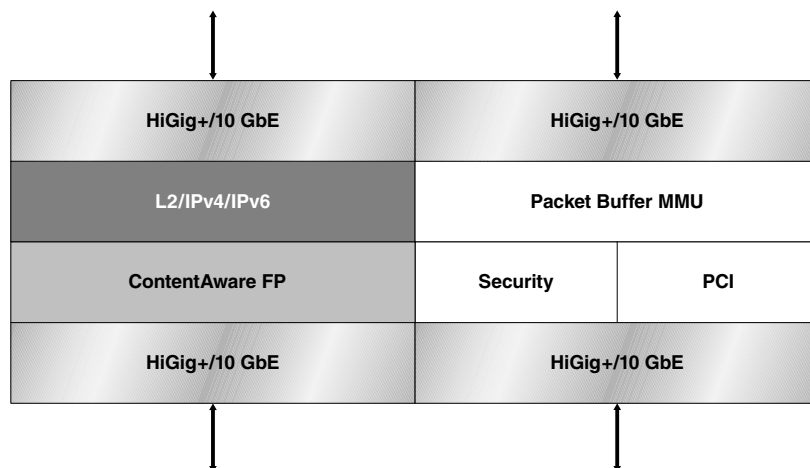 HiGig+/10 GbE
HiGig+/10 GbE
L2/IPv4/IPv6
Packet Buffer MMU
ContentAware FP
Security
PCI
HiGig+/10 GbE
HiGig+/10 GbE